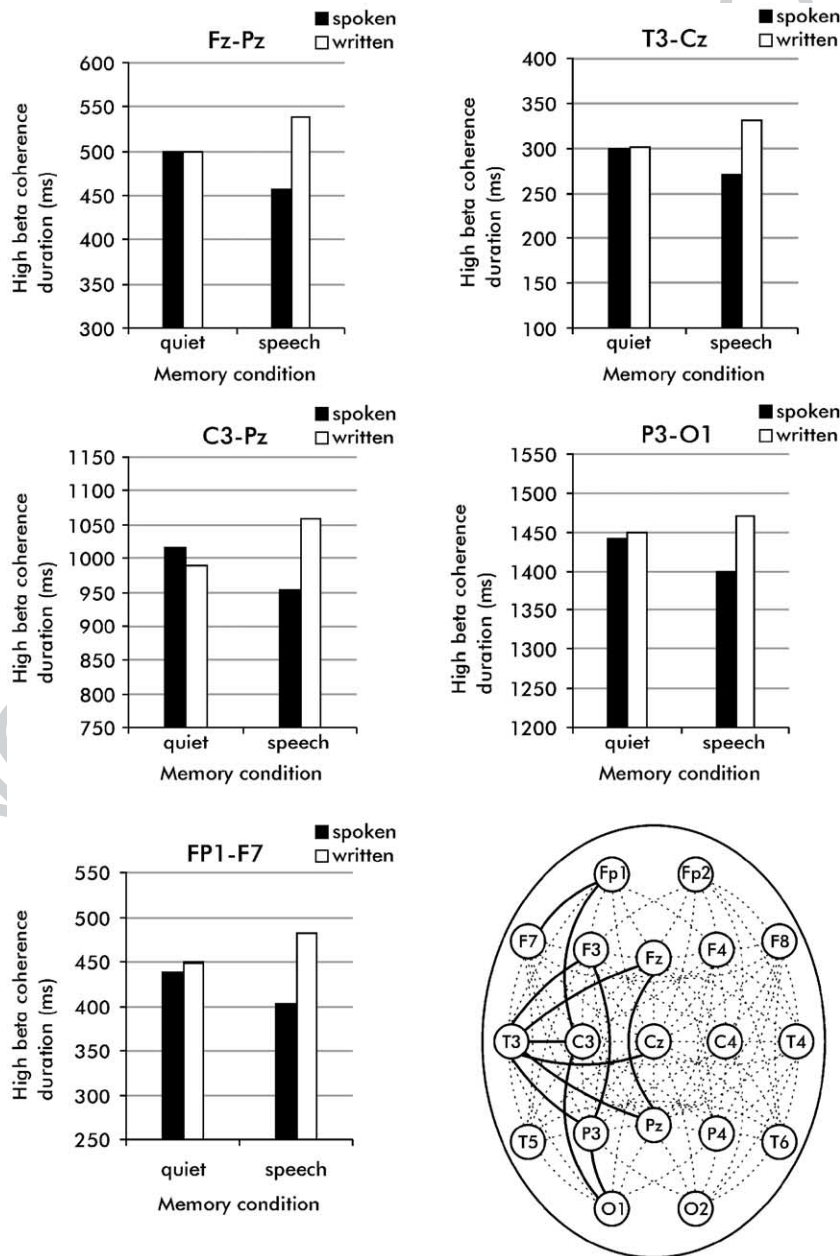 Fz-Pz
spoken
written
High beta coherence
duration (ms)
600
550
500
450
400
350
300
quiet speech
Memory condition
T3-Cz
spoken
written
High beta coherence
duration (ms)
400
350
300
250
200
150
100
quiet speech
Memory condition
C3-Pz
spoken
written
High beta coherence
duration (ms)
1150
1100
1050
1000
950
900
850
800
750
quiet speech
Memory condition
P3-O1
spoken
written
High beta coherence
duration (ms)
1550
1500
1450
1400
1350
1300
1250
1200
quiet speech
Memory condition
FP1-F7
spoken
written
High beta coherence
duration (ms)
550
500
450
400
350
300
250
quiet speech
Memory condition
Fp1 Fp2
F7 F3 Fz F4 F8
T3 C3 Cz C4 T4
T5 P3 Pz P4 T6
O1 O2